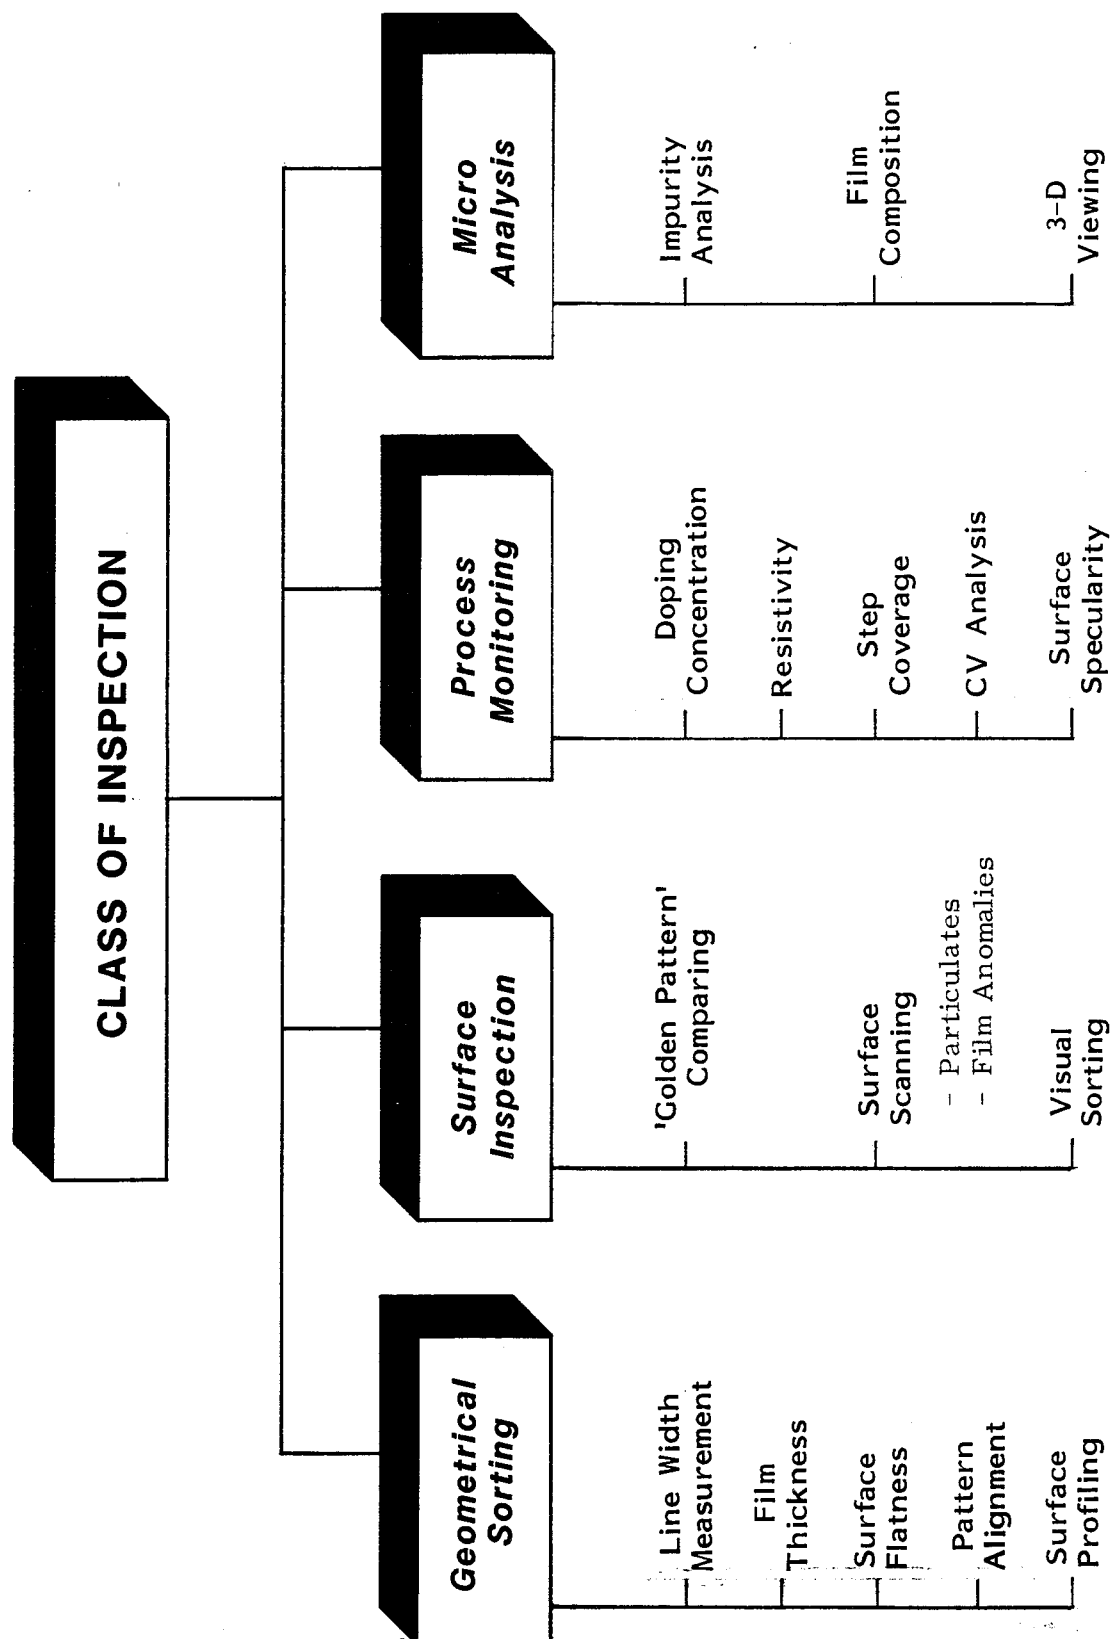 CLASS OF INSPECTION
Geometrical
Sorting
Line Width
Measurement
Film
Thickness
Surface
Flatness
Pattern
Alignment
Surface
Profiling
Surface
Inspection
'Golden Pattern'
Comparing
Surface
Scanning
- Particulates
- Film Anomalies
Visual
Sorting
Process
Monitoring
Doping
Concentration
Resistivity
Step
Coverage
CV Analysis
Surface
Specularity
Micro
Analysis
Impurity
Analysis
Film
Composition
3-D
Viewing